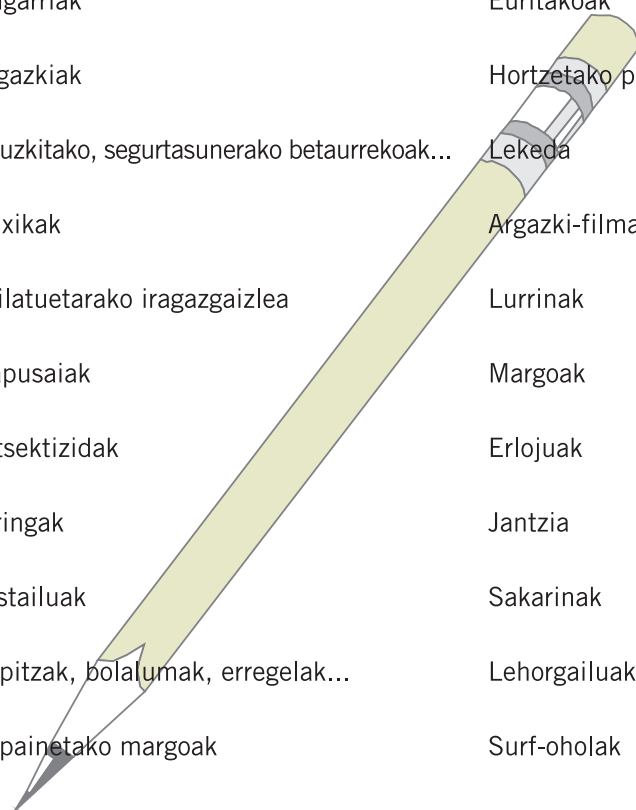 garriak
gazkiak
uzkitako, segurtasunerako betaurrekoak...
xikak
ilatuetarako iragazgaizlea
pusaiak
tsektizidak
ringak
stailuak
pitzak, bolalumak, erregelak...
painetako margoak
Euritakoak
Hortzetako p
Lekeda
Argazki-filma
Lurrinak
Margoak
Erlojuak
Jantzia
Sakarinak
Lehorgailuak
Surf-oholak